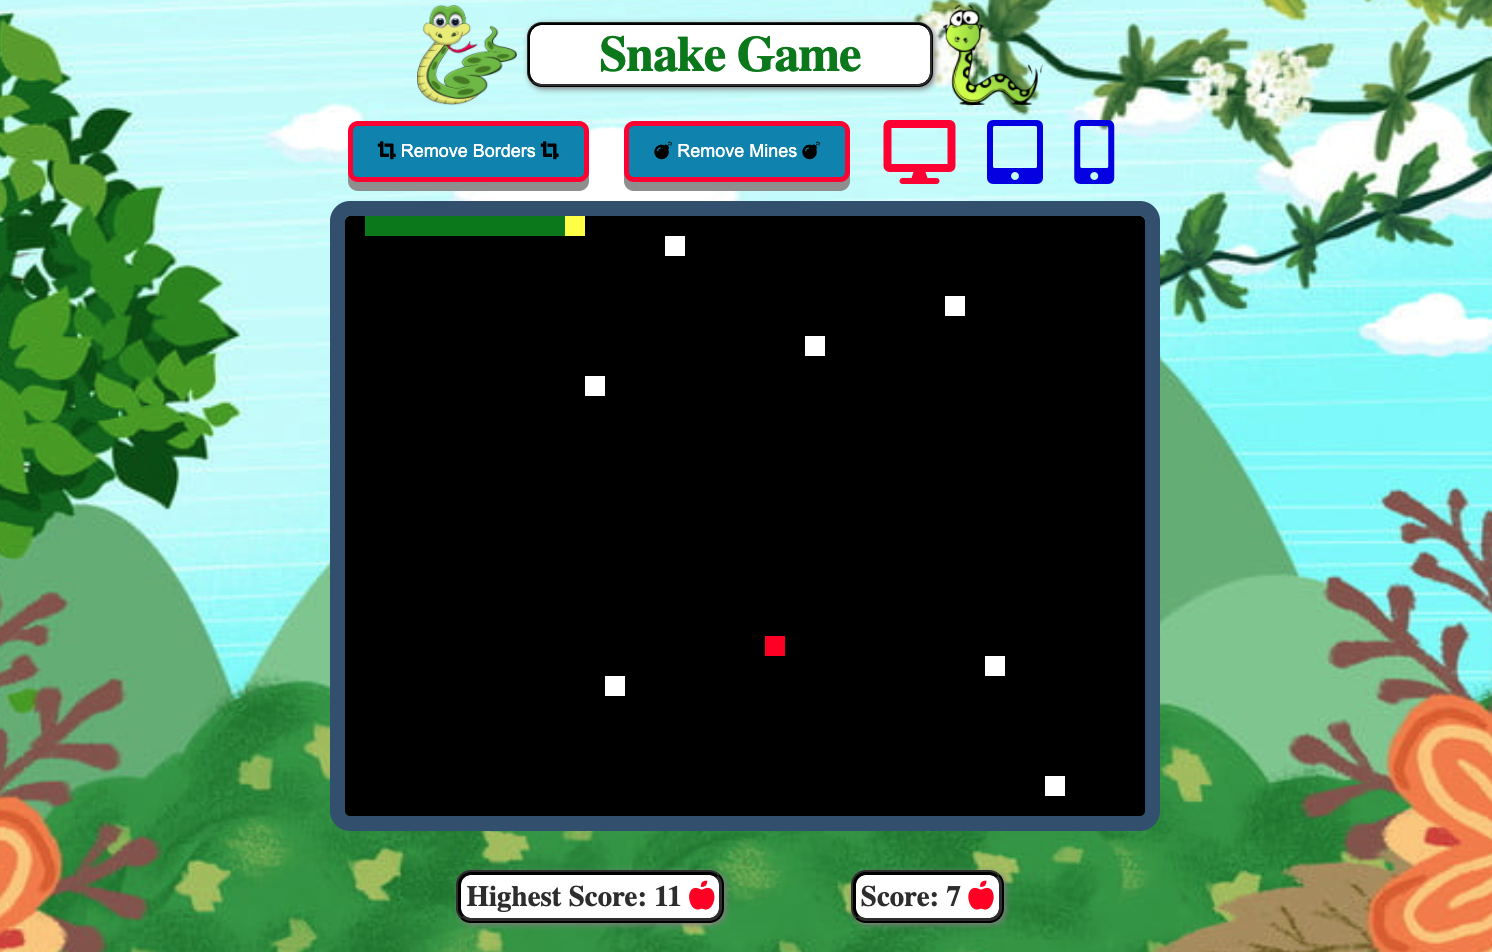 Snake Game
Remove Borders
Remove Mines
Highest Score: 11
Score: 7